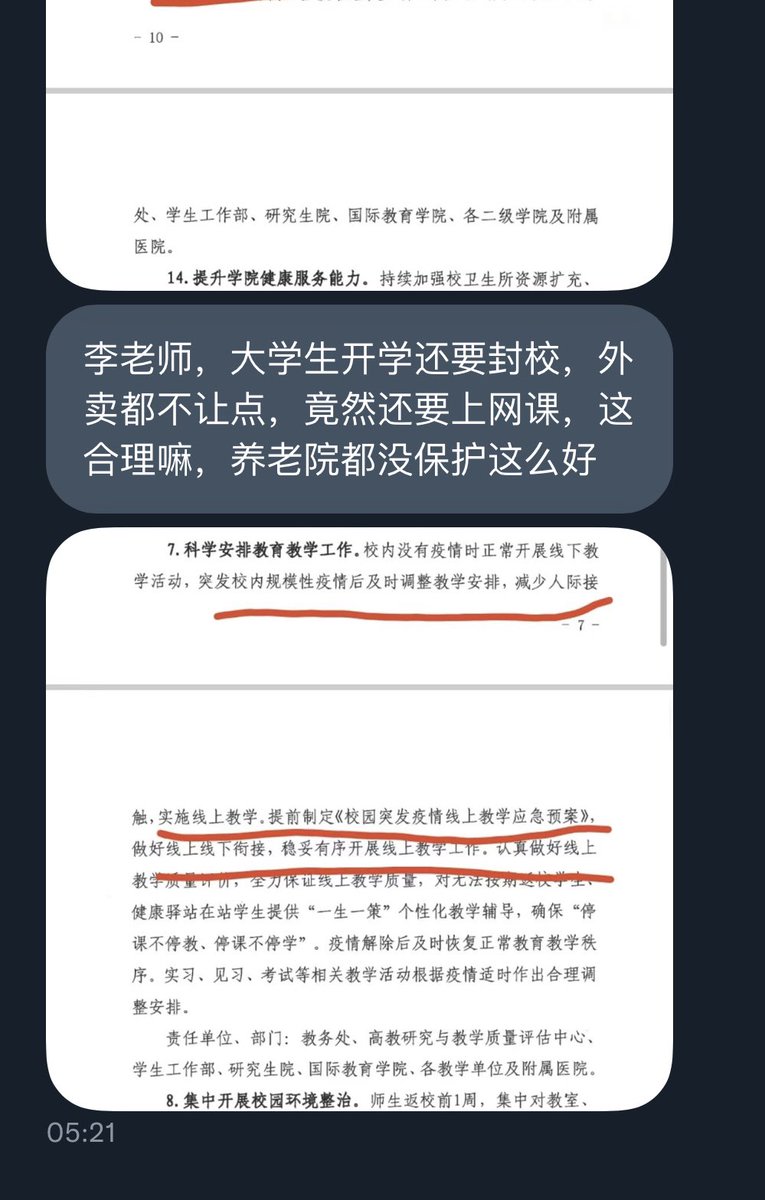 - 10 -
处、学生工作部、研究生院、国际教育学院、各二级学院及附属
医院。
14.提升学院健康服务能力。持续加强校卫生所资源扩充、
李老师，大学生开学还要封校，外
卖都不让点，竟然还要上网课，这
合理嘛，养老院都没保护这么好
7.科学安排教育教学工作。校内没有疫情时正常开展线下教
学活动，突发校内规模性疫情后及时调整教学安排，减少人际接
- 7 -
触，实施线上教学。提前制定《校园突发疫情线上教学应急预案》，
做好线上线下衔接，稳妥有序开展线上教学工作。认真做好线上
教学质量评价，全力保证线上教学质量，对无法按期返校学生、
健康驿站在站学生提供“一生一策”个性化教学辅导，确保“停
课不停教、停课不停学”。疫情解除后及时恢复正常教育教学秩
序。实习、见习、考试等相关教学活动根据疫情适时作出合理调
整安排。
责任单位、部门：教务处、高教研究与教学质量评估中心、
学生工作部、研究生院、国际教育学院、各教学单位及附属医院。
8.集中开展校园环境整治。师生返校前1周，集中对教室、
05:21